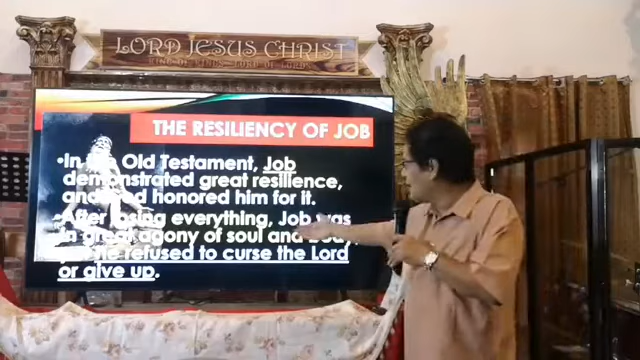 LORD JESUS CHRIST
KING OF KINGS LORD OF LORDS
THE RESILIENCY OF JOB
•In the Old Testament, Job
demonstrated great resilience,
and God honored him for it.
•After losing everything, Job was
in great agony of soul and body,
he refused to curse the Lord
or give up.